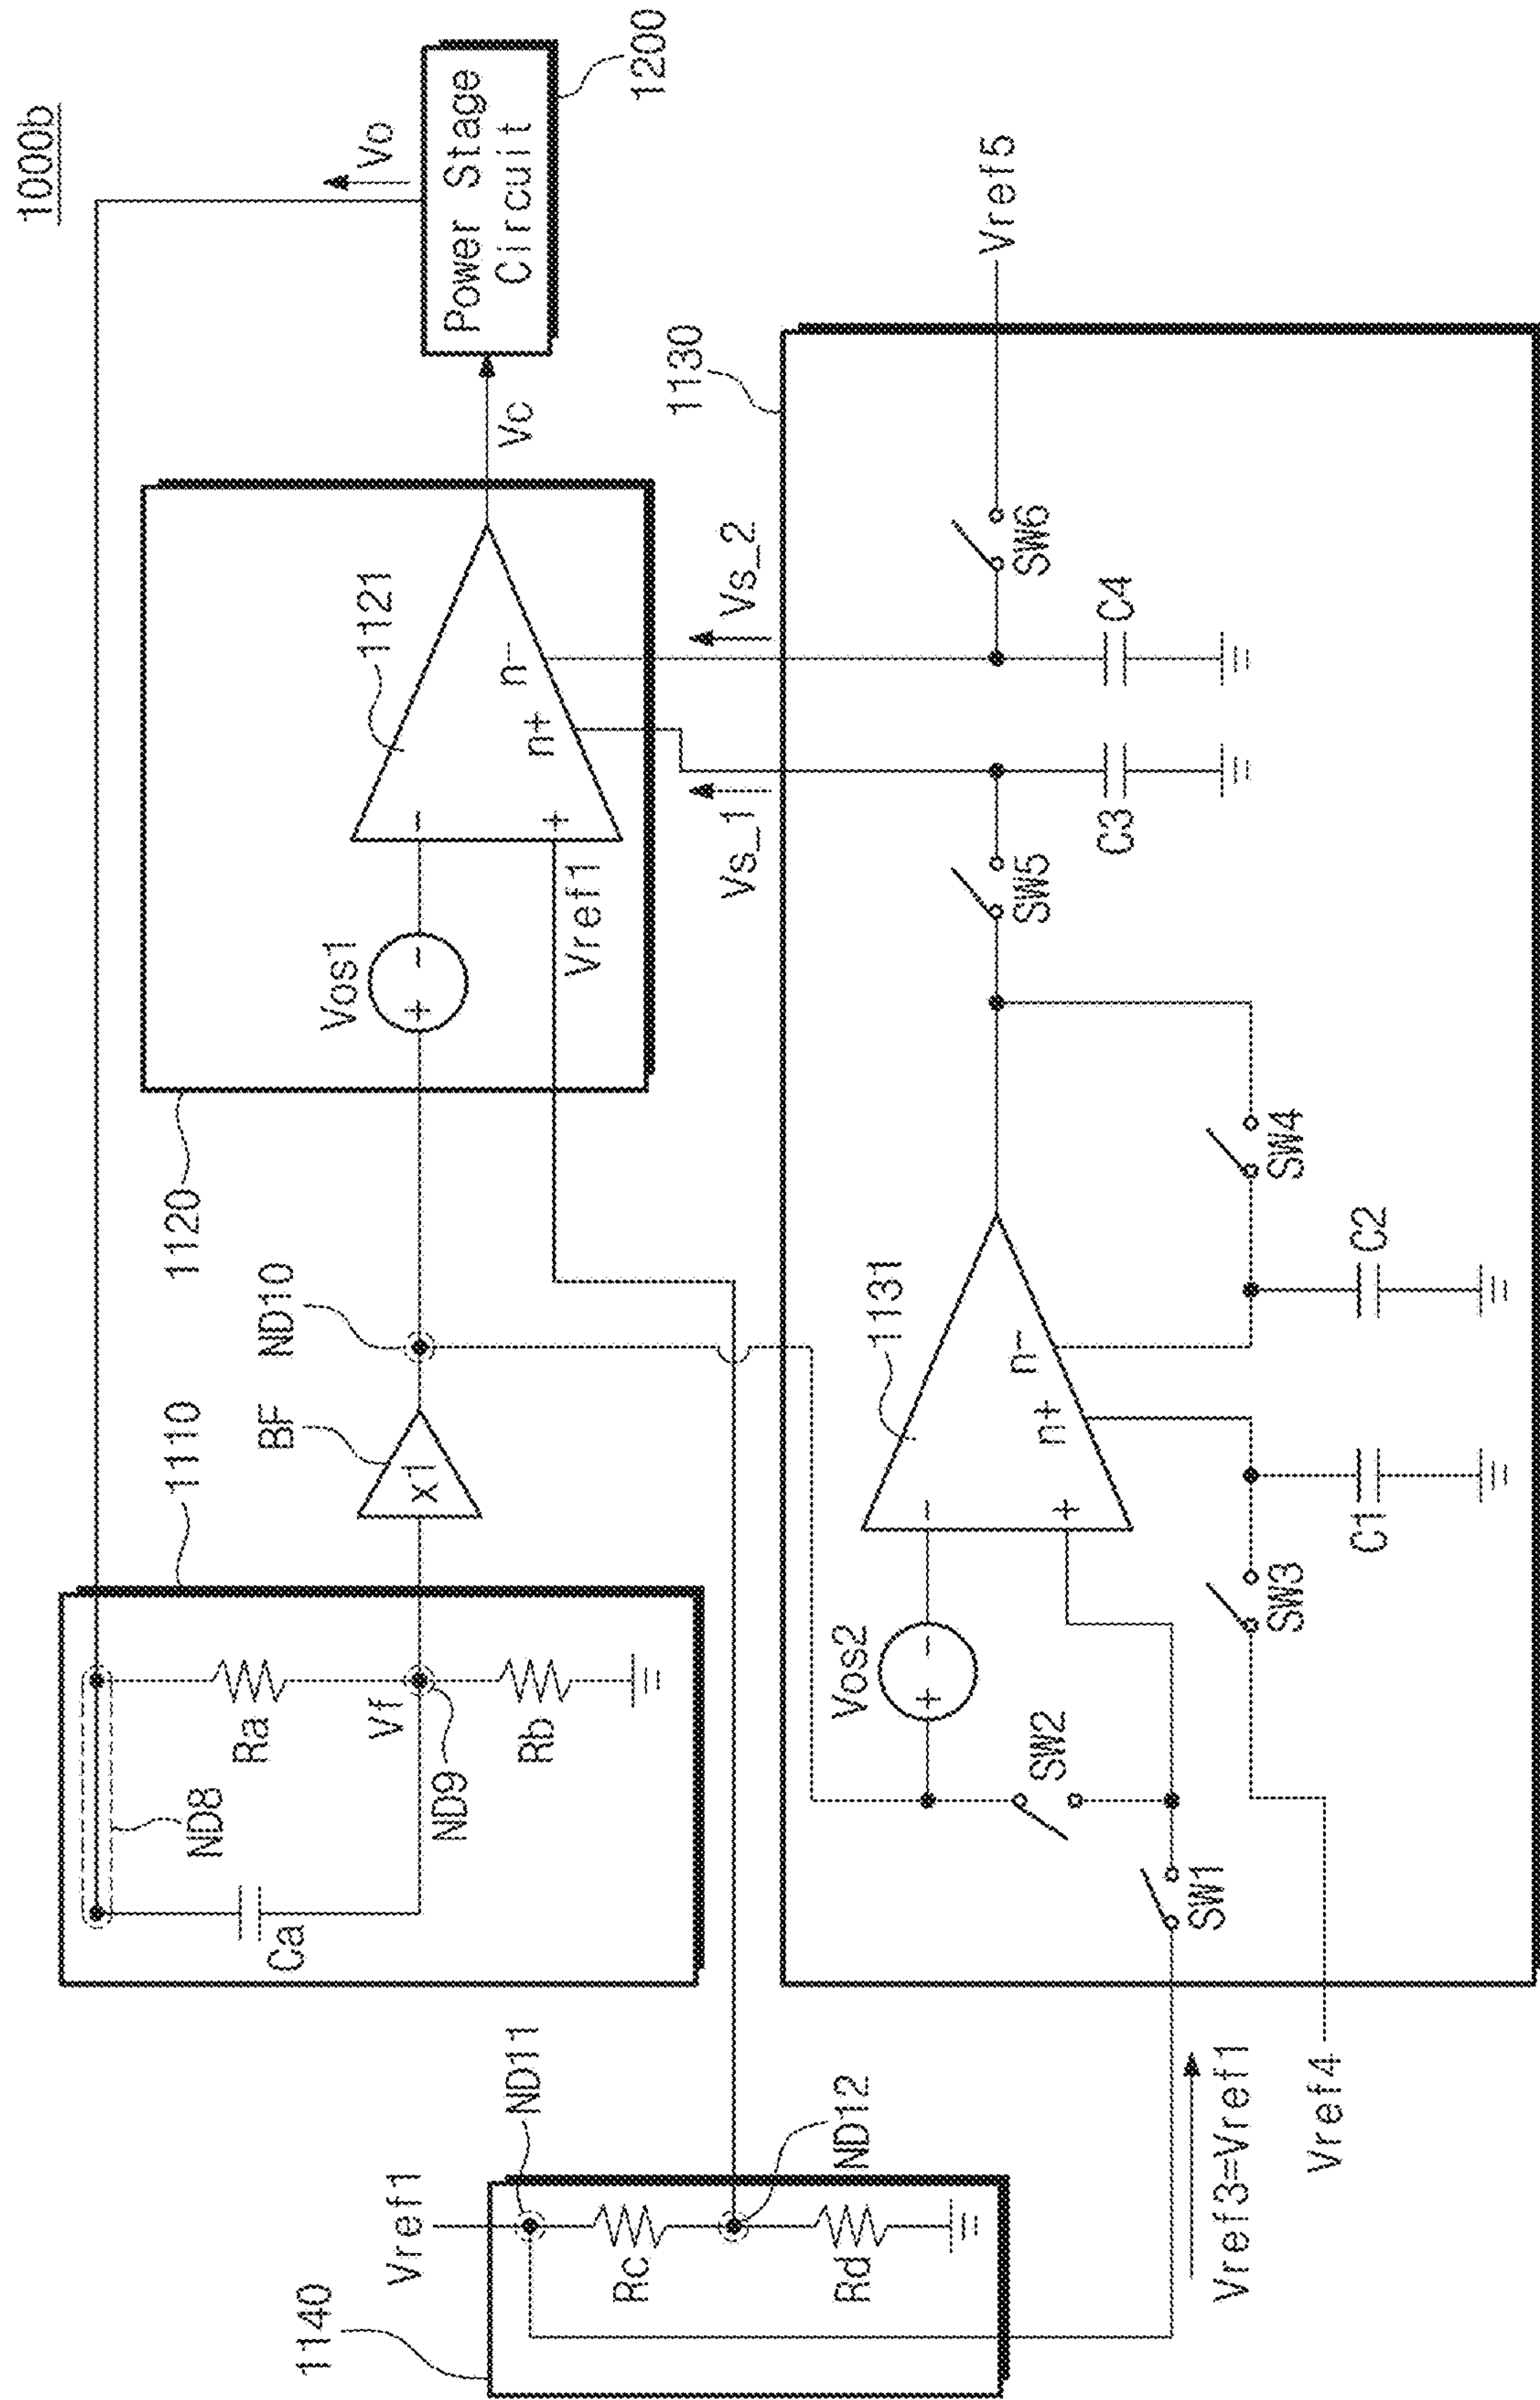 1000b
Vo
Power Stage
Circuit
1200
Vc
1121
Vos1
+
-
-
+
n+
n-
Vref1
1120
ND10
BF
x1
1110
ND8
Ca
Ra
Vf
ND9
Rb
Vs_1
Vs_2
1130
Vref5
SW6
C4
C3
SW5
SW4
C2
1131
n-
n+
-
+
C1
SW3
Vos2
+
-
SW2
SW1
1140
Vref1
ND11
Rc
ND12
Rd
Vref3=Vref1
Vref4